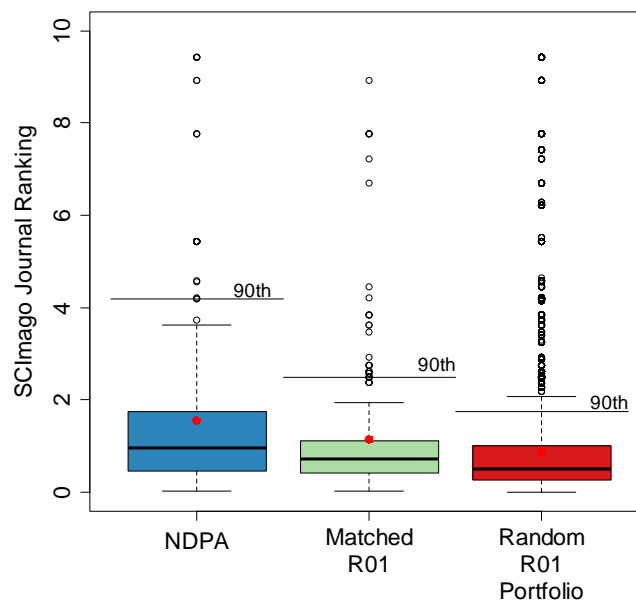 10
8
6
4
2
0
SCImago Journal Ranking
90th
90th
90th
NDPA
Matched
R01
Random
R01
Portfolio